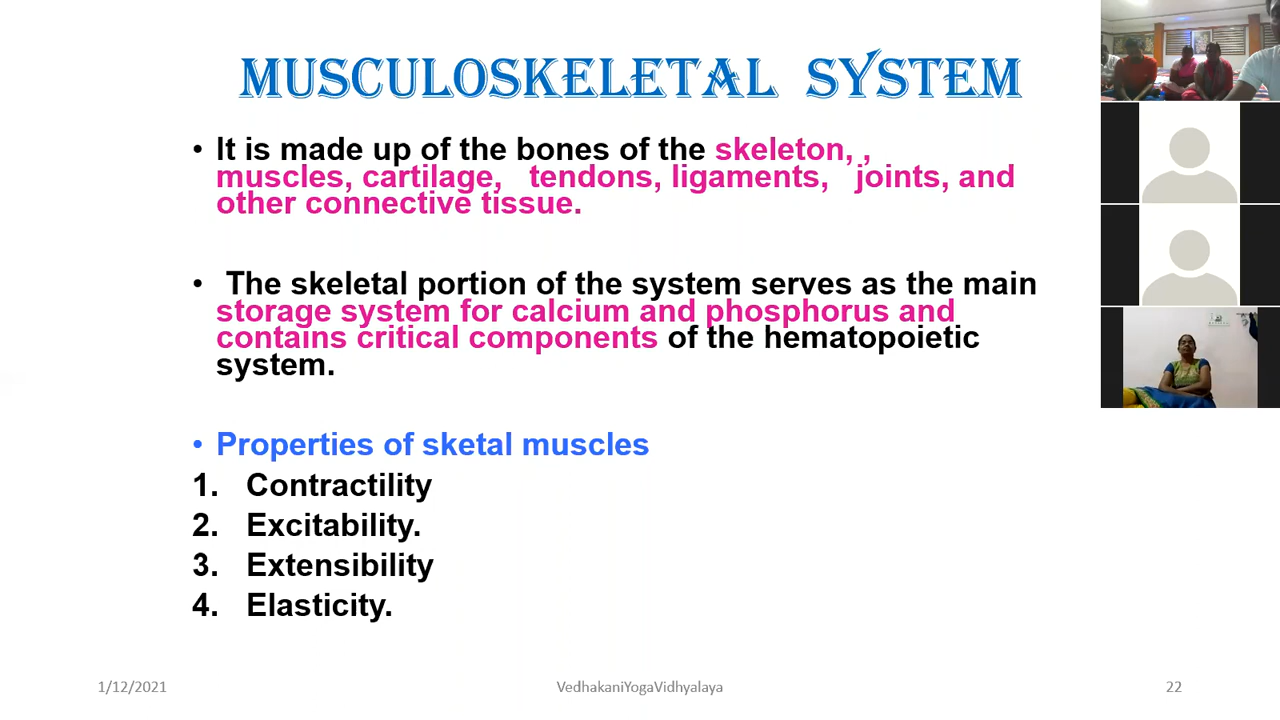 MUSCULOSKELETAL SYSTEM
• It is made up of the bones of the skeleton, ,
muscles, cartilage, tendons, ligaments, joints, and
other connective tissue.
• The skeletal portion of the system serves as the main
storage system for calcium and phosphorus and
contains critical components of the hematopoietic
system.
• Properties of sketal muscles
1. Contractility
2. Excitability.
3. Extensibility
4. Elasticity.
1/12/2021 VedhakaniYogaVidhyalaya 22